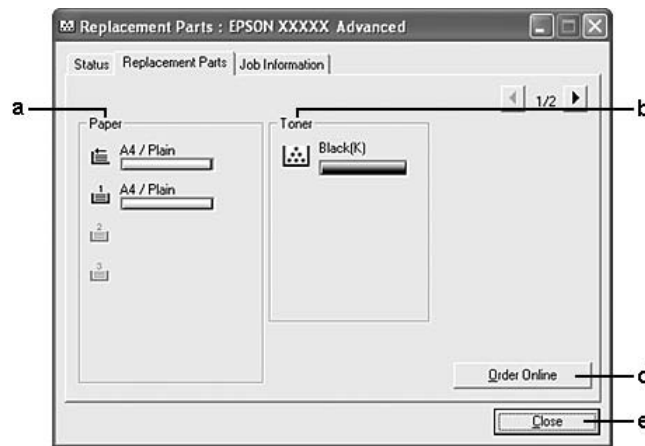 Replacement Parts : EPSON XXXXX Advanced
Status Replacement Parts Job Information
1/2
a
b
Paper
Toner
A4 / Plain
Black(K)
1
A4 / Plain
2
3
Order Online
Close
e